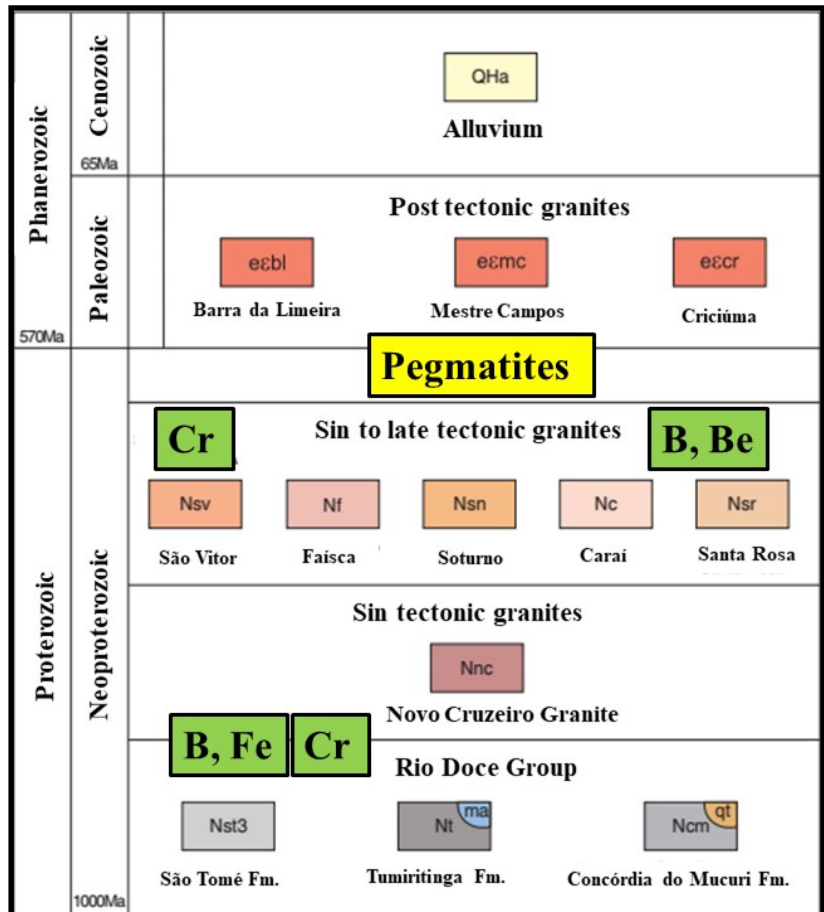 Phanerozoic
Cenozoic
QHa
Alluvium
65Ma
Paleozoic
Post tectonic granites
eεbl
eεmc
eεcr
Barra da Limeira
Mestre Campos
Criciúma
570Ma
Pegmatites
Proterozoic
Neoproterozoic
Cr
Sin to late tectonic granites
B, Be
Nsv
Nf
Nsn
Nc
Nsr
São Vitor
Faísca
Soturno
Caraí
Santa Rosa
Sin tectonic granites
Nnc
Novo Cruzeiro Granite
B, Fe
Cr
Rio Doce Group
Nst3
Nt
ma
Ncm
qt
São Tomé Fm.
Tumiritinga Fm.
Concórdia do Mucuri Fm.
1000Ma